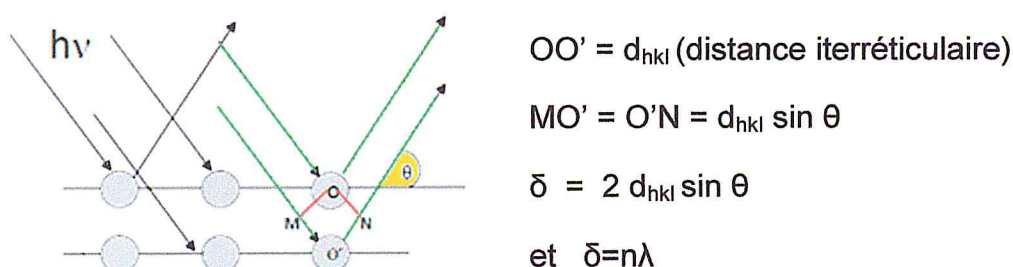 hν
θ
O
M
N
O'
OO' = dhkl (distance iterréticulaire)
MO' = O'N = dhkl sin θ
δ = 2 dhkl sin θ
et δ=nλ